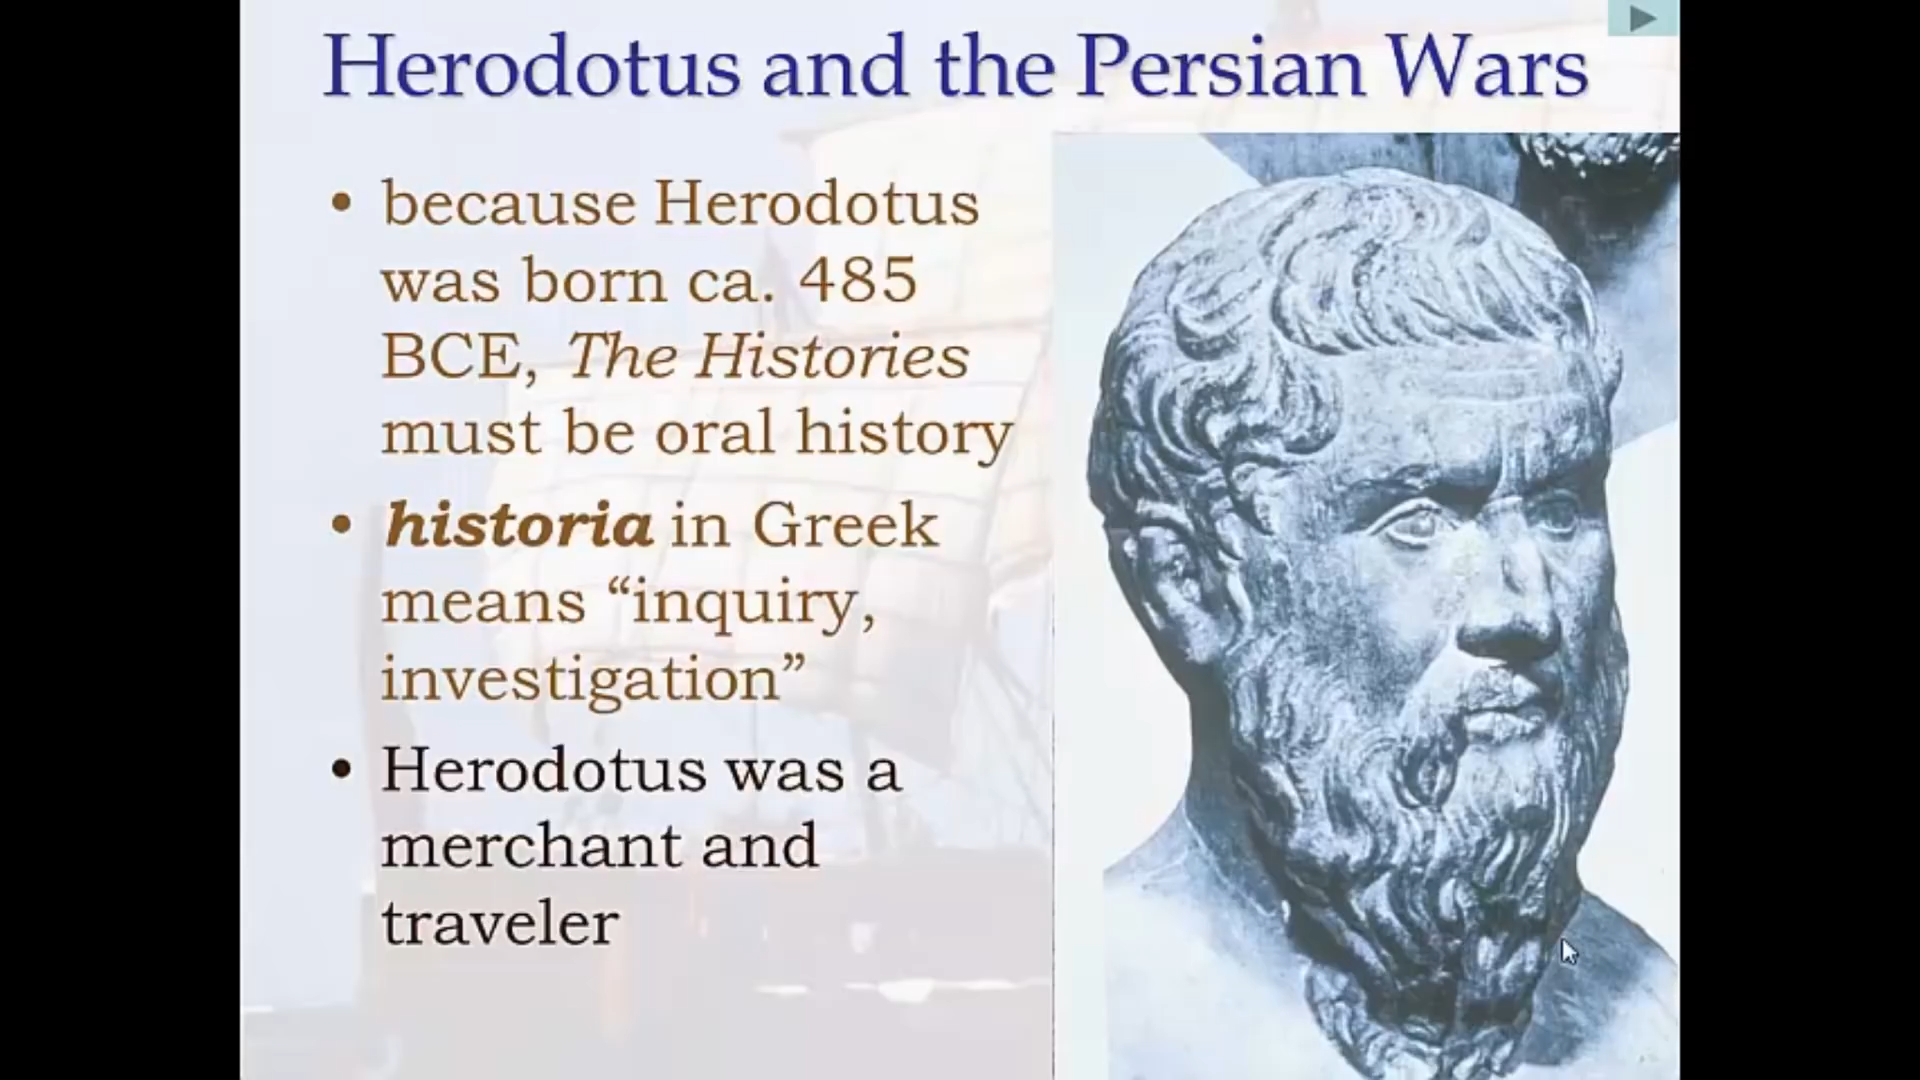 Herodotus and the Persian Wars
• because Herodotus
was born ca. 485
BCE, The Histories
must be oral history
• historia in Greek
means “inquiry,
investigation”
• Herodotus was a
merchant and
traveler